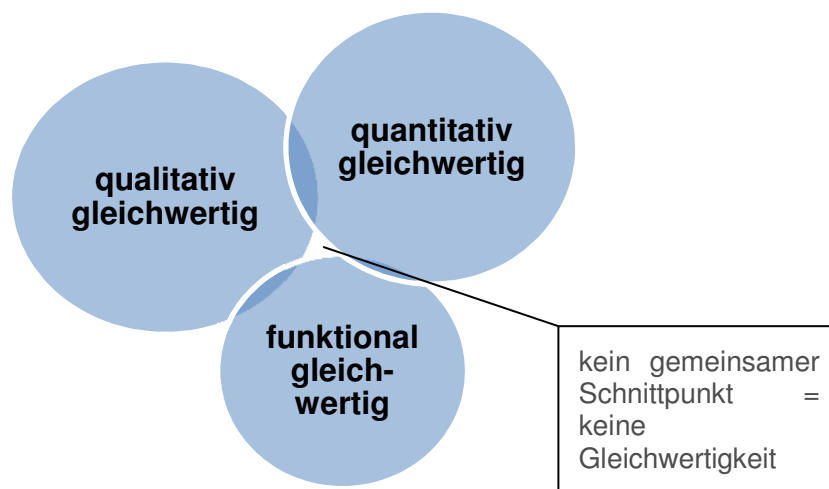 quantitativ
gleichwertig
qualitativ
gleichwertig
funktional
gleich-
wertig
kein gemeinsamer
Schnittpunkt =
keine
Gleichwertigkeit